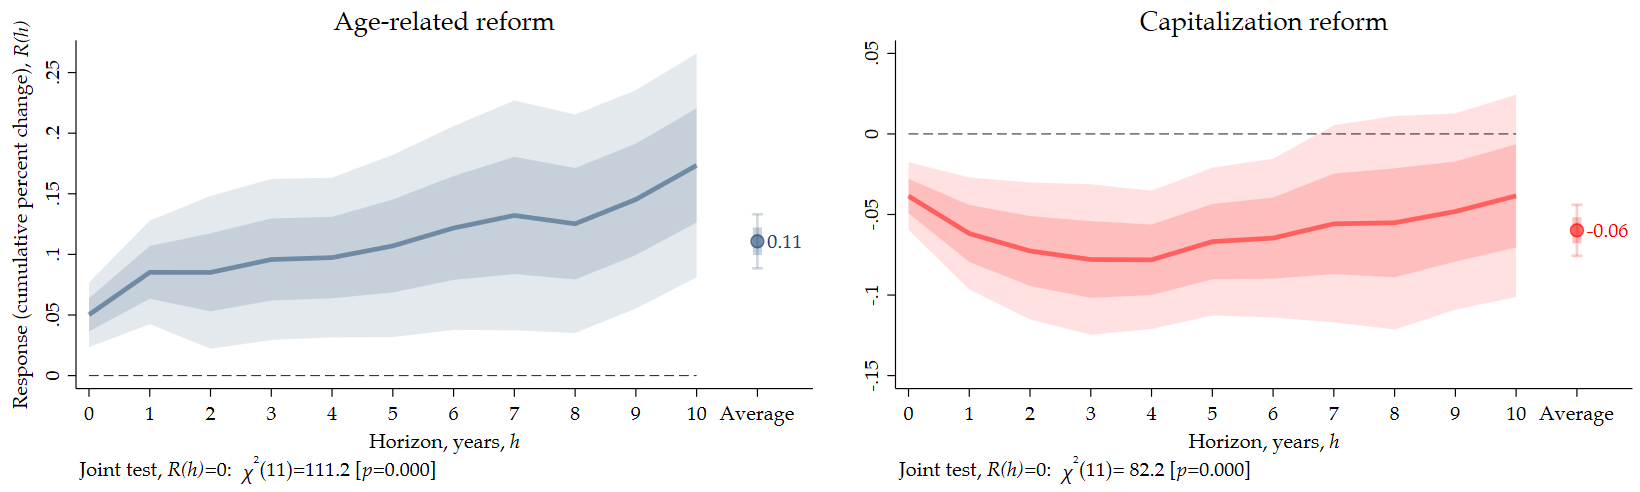 Age-related reform
Response (cumulative percent change), R(h)
.25
.2
.15
.1
.05
0
0 1 2 3 4 5 6 7 8 9 10 Average
0.11
Horizon, years, h
Joint test, R(h)=0: χ²(11)=111.2 [p=0.000]
Capitalization reform
.05
0
-.05
-.1
-.15
0 1 2 3 4 5 6 7 8 9 10 Average
-0.06
Horizon, years, h
Joint test, R(h)=0: χ²(11)= 82.2 [p=0.000]